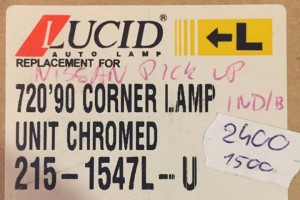 LUCID
AUTO LAMP
←L
REPLACEMENT FOR
NISSAN PICK UP
720'90 CORNER LAMP
IND/B
UNIT CHROMED
2400
1500
215-1547L-U